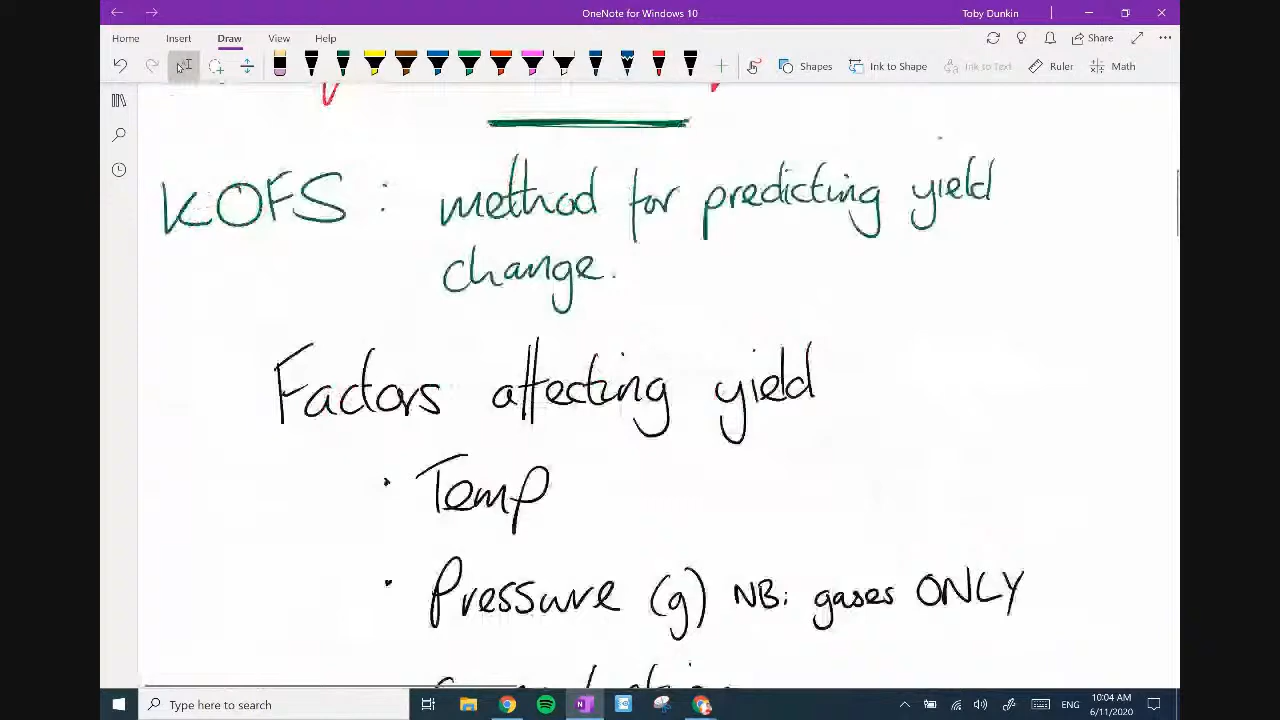 OneNote for Windows 10
Toby Dunkin
Home Insert Draw View Help
Share
Shapes Ink to Shape Ink to Text Ruler Math
KOFS : method for predicting yield
change.
Factors affecting yield
· Temp
· Pressure (g) NB: gases ONLY
Type here to search
ENG
10:04 AM
6/11/2020